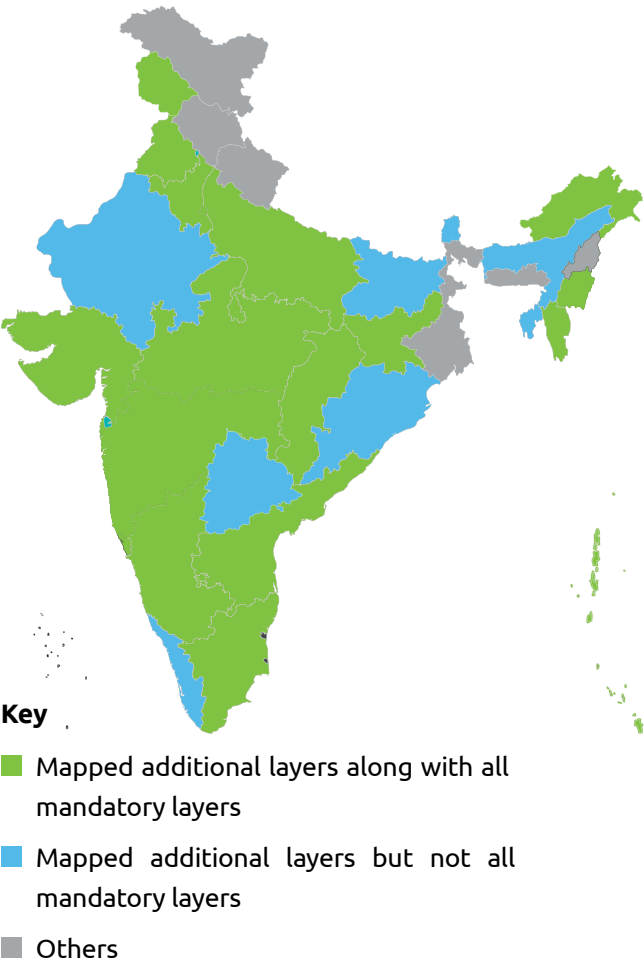 Key
Mapped additional layers along with all
mandatory layers
Mapped additional layers but not all
mandatory layers
Others